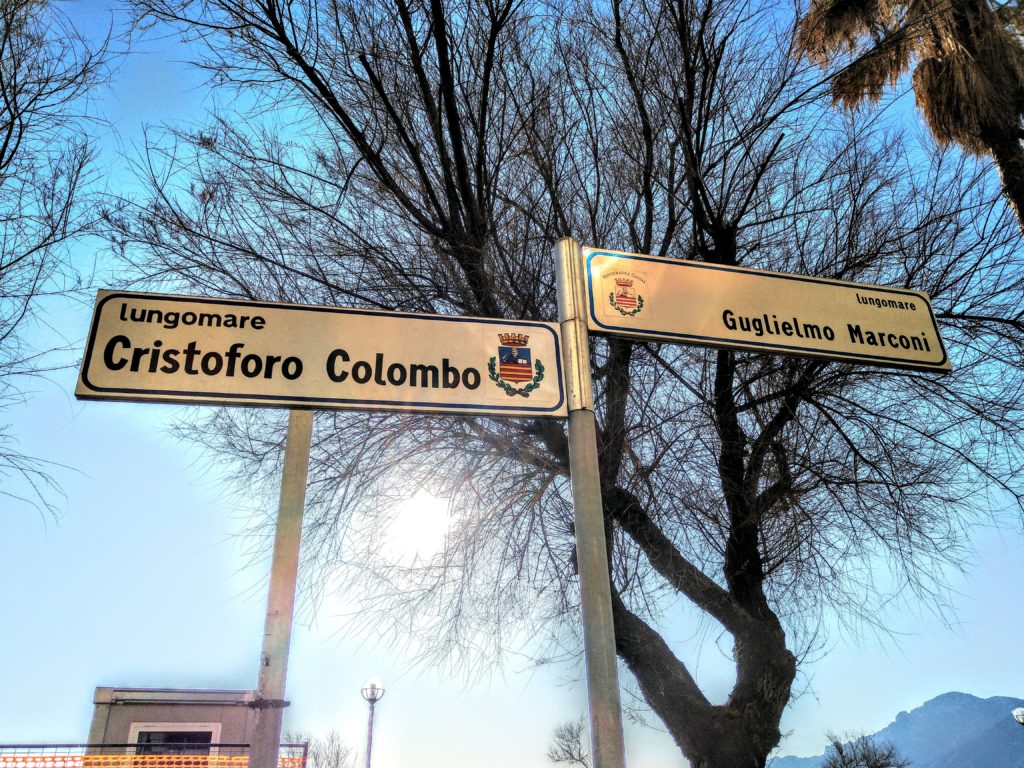 lungomare
Cristoforo Colombo
Lungomare
Guglielmo Marconi